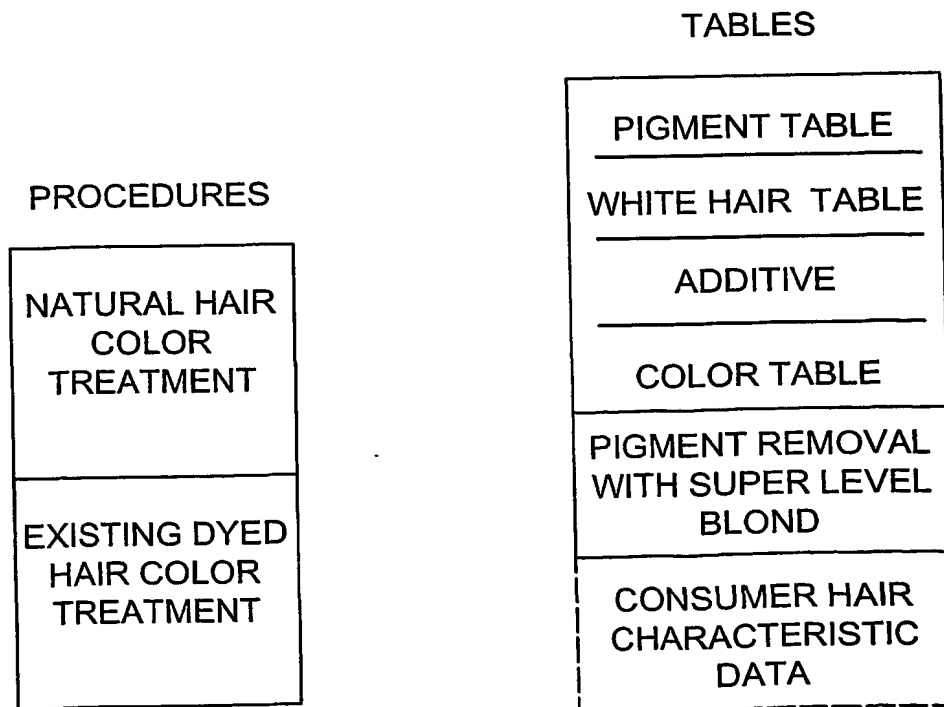 PROCEDURES
NATURAL HAIR
COLOR
TREATMENT
EXISTING DYED
HAIR COLOR
TREATMENT
TABLES
PIGMENT TABLE
WHITE HAIR TABLE
ADDITIVE
COLOR TABLE
PIGMENT REMOVAL
WITH SUPER LEVEL
BLOND
CONSUMER HAIR
CHARACTERISTIC
DATA